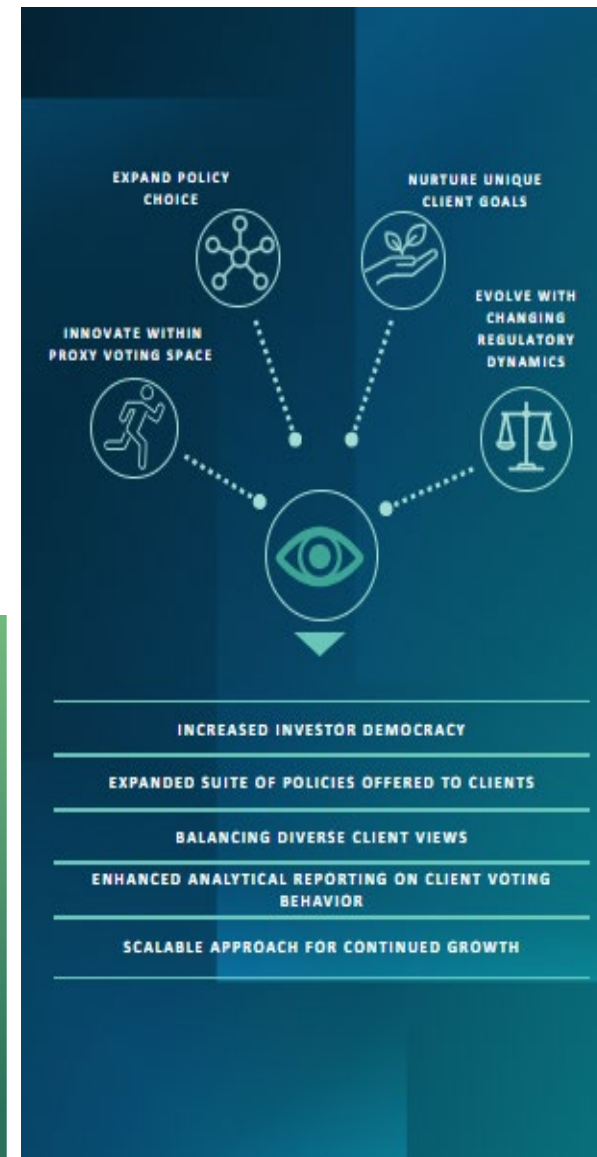 EXPAND POLICY
CHOICE
NURTURE UNIQUE
CLIENT GOALS
INNOVATE WITHIN
PROXY VOTING SPACE
EVOLVE WITH
CHANGING
REGULATORY
DYNAMICS
INCREASED INVESTOR DEMOCRACY
EXPANDED SUITE OF POLICIES OFFERED TO CLIENTS
BALANCING DIVERSE CLIENT VIEWS
ENHANCED ANALYTICAL REPORTING ON CLIENT VOTING
BEHAVIOR
SCALABLE APPROACH FOR CONTINUED GROWTH